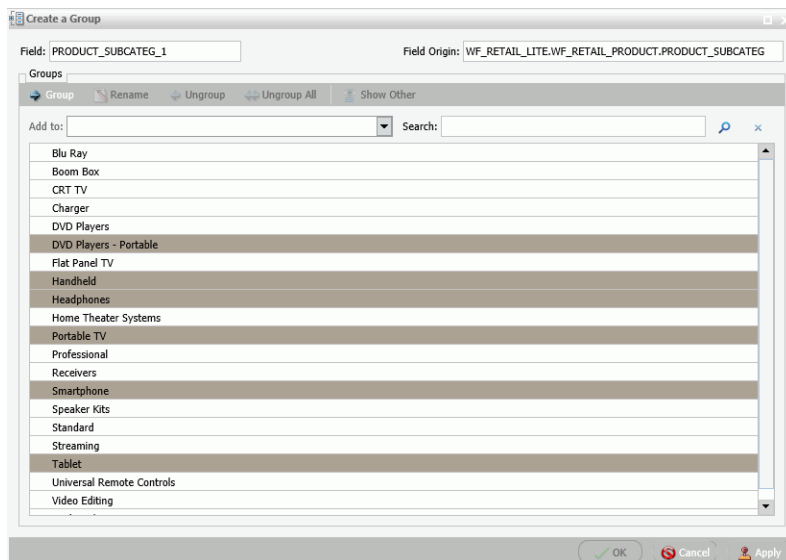 Create a Group
Field: PRODUCT_SUBCATEG_1 Field Origin: WF_RETAIL_LITE.WF_RETAIL_PRODUCT.PRODUCT_SUBCATEG
Groups
Group Rename Ungroup Ungroup All Show Other
Add to: Search:
Blu Ray
Boom Box
CRT TV
Charger
DVD Players
DVD Players - Portable
Flat Panel TV
Handheld
Headphones
Home Theater Systems
Portable TV
Professional
Receivers
Smartphone
Speaker Kits
Standard
Streaming
Tablet
Universal Remote Controls
Video Editing
OK Cancel Apply